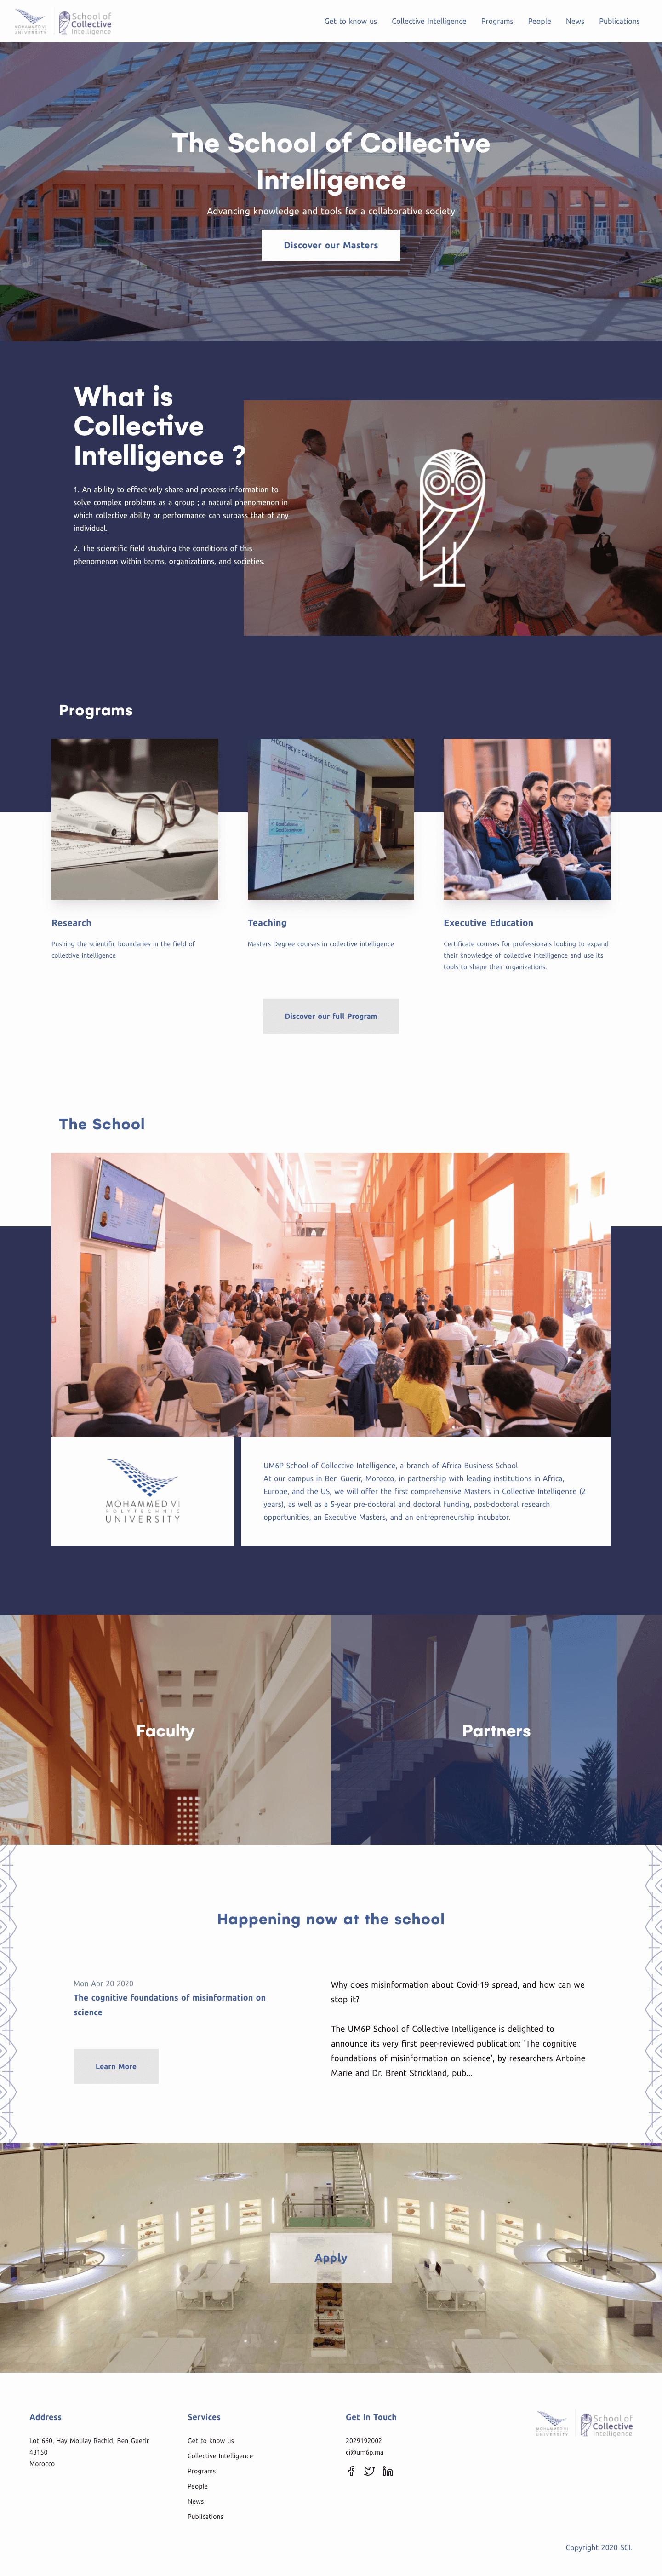 MOHAMMED VI
POLYTECHNIC
UNIVERSITY
School of
Collective
Intelligence
Get to know us
Collective Intelligence
Programs
People
News
Publications
The School of Collective
Intelligence
Advancing knowledge and tools for a collaborative society
Discover our Masters
What is
Collective
Intelligence ?
1. An ability to effectively share and process information to
solve complex problems as a group ; a natural phenomenon in
which collective ability or performance can surpass that of any
individual.
2. The scientific field studying the conditions of this
phenomenon within teams, organizations, and societies.
Programs
Accuracy = Calibration & Discrimination
Research
Pushing the scientific boundaries in the field of
collective intelligence
Teaching
Masters Degree courses in collective intelligence
Executive Education
Certificate courses for professionals looking to expand
their knowledge of collective intelligence and use its
tools to shape their organizations.
Discover our full Program
The School
MOHAMMED VI
POLYTECHNIC
UNIVERSITY
UM6P School of Collective Intelligence, a branch of Africa Business School
At our campus in Ben Guerir, Morocco, in partnership with leading institutions in Africa,
Europe, and the US, we will offer the first comprehensive Masters in Collective Intelligence (2
years), as well as a 5-year pre-doctoral and doctoral funding, post-doctoral research
opportunities, an Executive Masters, and an entrepreneurship incubator.
Faculty
Partners
Happening now at the school
Mon Apr 20 2020
The cognitive foundations of misinformation on
science
Learn More
Why does misinformation about Covid-19 spread, and how can we
stop it?
The UM6P School of Collective Intelligence is delighted to
announce its very first peer-reviewed publication: 'The cognitive
foundations of misinformation on science', by researchers Antoine
Marie and Dr. Brent Strickland, pub...
Apply
Address
Lot 660, Hay Moulay Rachid, Ben Guerir
43150
Morocco
Services
Get to know us
Collective Intelligence
Programs
People
News
Publications
Get In Touch
2029192002
ci@um6p.ma
MOHAMMED VI
POLYTECHNIC
UNIVERSITY
School of
Collective
Intelligence
Copyright 2020 SCI.